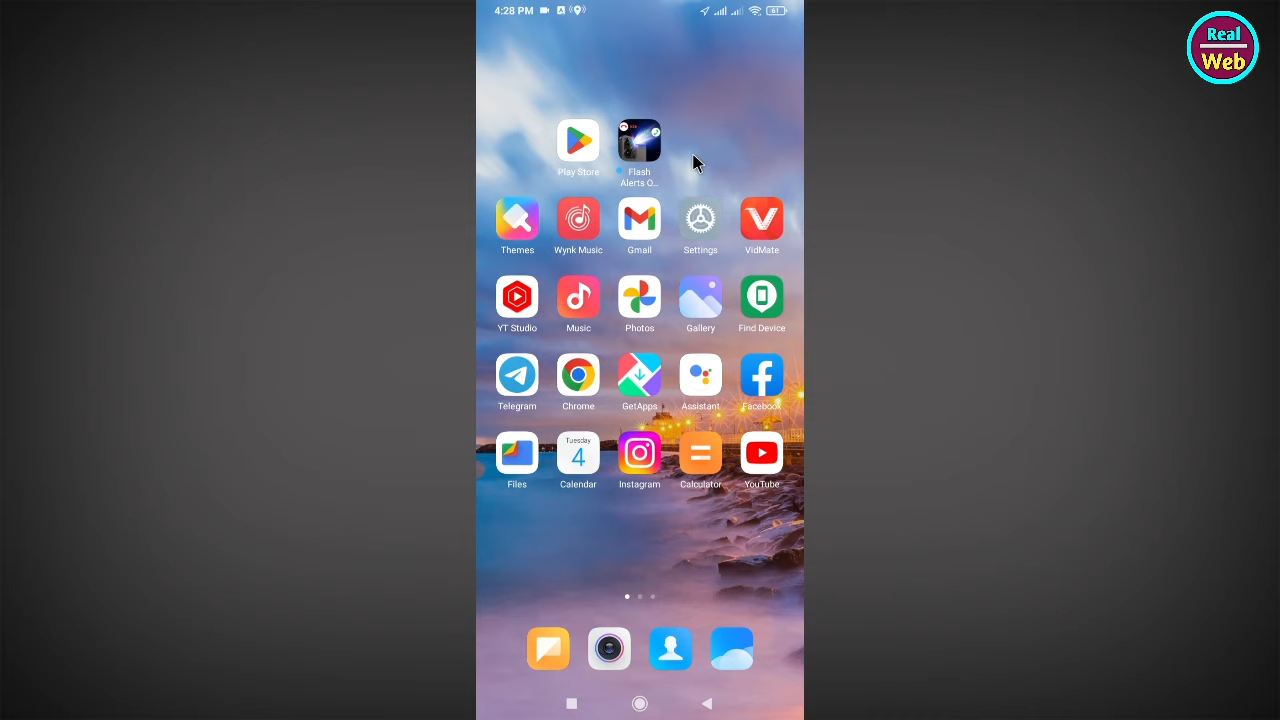 4:28 PM
61
Real
Web
Play Store
Flash
Alerts O...
Themes
Wynk Music
Gmail
Settings
VidMate
YT Studio
Music
Photos
Gallery
Find Device
Telegram
Chrome
GetApps
Assistant
Facebook
Tuesday
4
Files
Calendar
Instagram
Calculator
YouTube